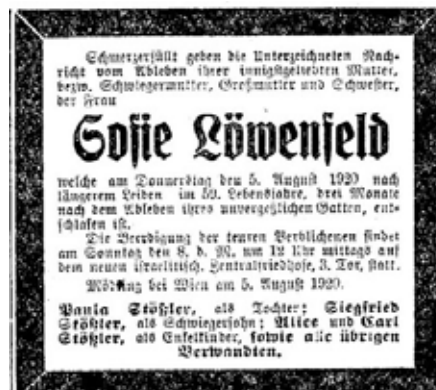 Schmerzerfüllt geben die Unterzeichneten Nach-
richt vom Ableben ihrer innigstgeliebten Mutter,
bezw. Schwiegermutter, Großmutter und Schwester,
der Frau
Sofie Löwenfeld
welche am Donnerstag den 5. August 1920 nach
längerem Leiden im 59. Lebensjahre, drei Monate
nach dem Ableben ihres unvergeßlichen Gatten, ent-
schlafen ist.
Die Beerdigung der teuren Verblichenen findet
am Sonntag den 8. d. M. um 12 Uhr mittags auf
dem neuen israelitisch. Zentralfriedhofe, 3. Tor, statt.
Mödling bei Wien am 5. August 1920.
Paula Stößler, als Tochter; Siegfried
Stößler, als Schwiegersohn; Alice und Carl
Stößler, als Enkelkinder, sowie alle übrigen
Verwandten.